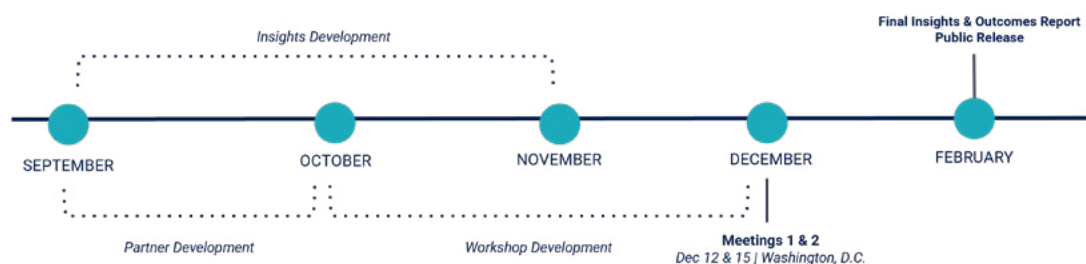 Final Insights & Outcomes Report
Public Release
Insights Development
SEPTEMBER
OCTOBER
NOVEMBER
DECEMBER
FEBRUARY
Partner Development
Workshop Development
Meetings 1 & 2
Dec 12 & 15 | Washington, D.C.